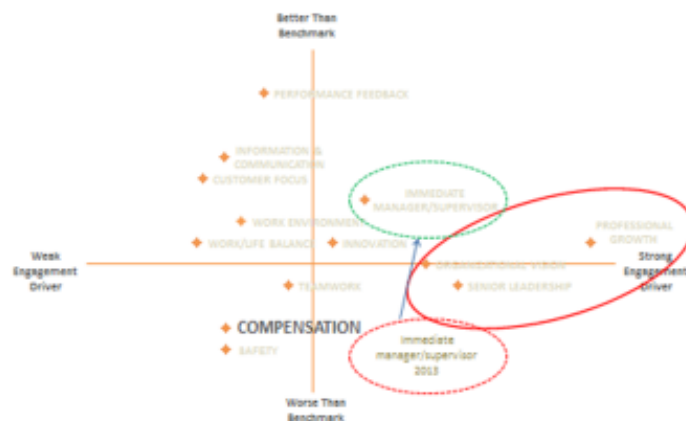 Better Than
Benchmark
PERFORMANCE FEEDBACK
INFORMATION &
COMMUNICATION
CUSTOMER FOCUS
IMMEDIATE
MANAGER/SUPERVISOR
WORK ENVIRONMENT
PROFESSIONAL
GROWTH
WORK/LIFE BALANCE
INNOVATION
Weak
Engagement
Driver
ORGANIZATIONAL VISION
Strong
Engagement
Driver
TEAMWORK
SENIOR LEADERSHIP
COMPENSATION
SAFETY
Immediate
manager/supervisor
2013
Worse Than
Benchmark